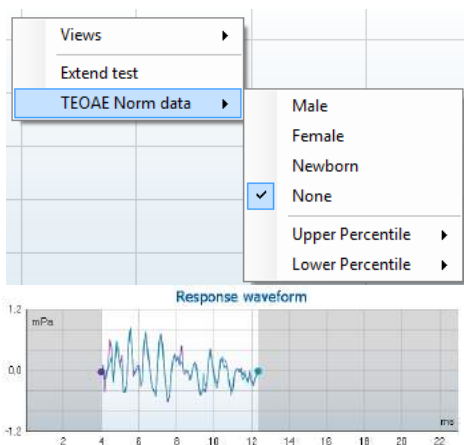 Views
Extend test
TEOAE Norm data
Male
Female
Newborn
None
Upper Percentile
Lower Percentile
Response waveform
1,2
mPa
0,0
-1,2
ms
2 4 6 8 10 12 14 16 18 20 22